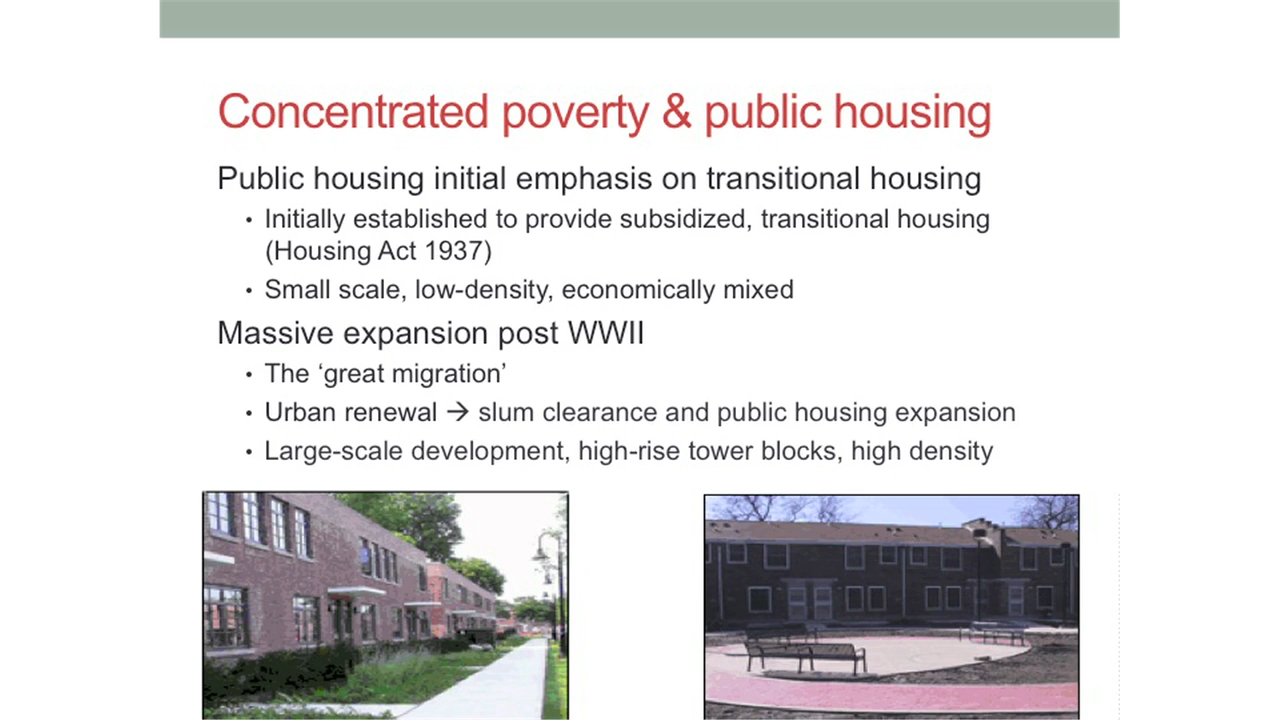 Concentrated poverty & public housing
Public housing initial emphasis on transitional housing
• Initially established to provide subsidized, transitional housing
(Housing Act 1937)
• Small scale, low-density, economically mixed
Massive expansion post WWII
• The ‘great migration’
• Urban renewal → slum clearance and public housing expansion
• Large-scale development, high-rise tower blocks, high density